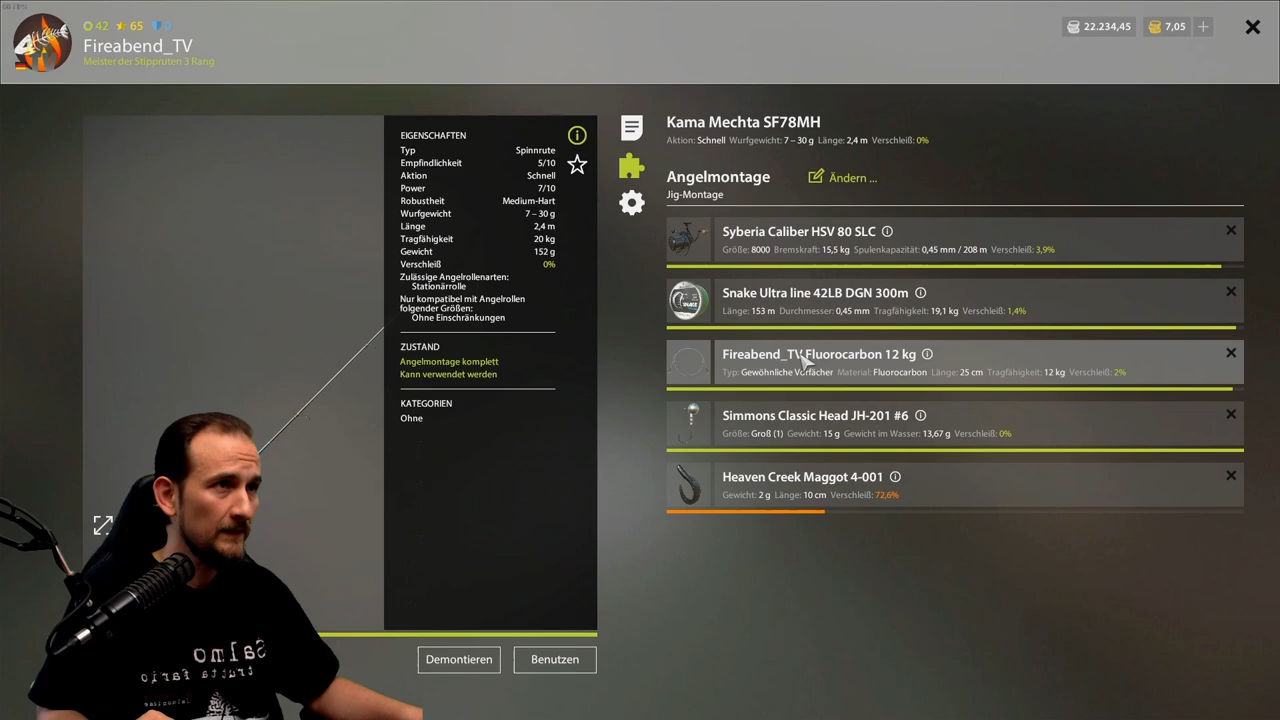 42 65 0
Fireabend_TV
Meister der Stippruten 3 Rang
22.234,45 7,05
EIGENSCHAFTEN
Typ Spinnrute
Empfindlichkeit 5/10
Aktion Schnell
Power 7/10
Robustheit Medium-Hart
Wurfgewicht 7 – 30 g
Länge 2,4 m
Tragfähigkeit 20 kg
Gewicht 152 g
Verschleiß 0%
Zulässige Angelrollenarten:
Stationärrolle
Nur kompatibel mit Angelrollen
folgender Größen:
Ohne Einschränkungen
ZUSTAND
Angelmontage komplett
Kann verwendet werden
KATEGORIEN
Ohne
Demontieren Benutzen
Kama Mechta SF78MH
Aktion: Schnell Wurfgewicht: 7 – 30 g Länge: 2,4 m Verschleiß: 0%
Angelmontage Ändern ...
Jig-Montage
Syberia Caliber HSV 80 SLC
Größe: 8000 Bremskraft: 15,5 kg Spulenkapazität: 0,45 mm / 208 m Verschleiß: 3,9%
Snake Ultra line 42LB DGN 300m
Länge: 153 m Durchmesser: 0,45 mm Tragfähigkeit: 19,1 kg Verschleiß: 1,4%
Fireabend_TV Fluorocarbon 12 kg
Typ: Gewöhnliche Vorfächer Material: Fluorocarbon Länge: 25 cm Tragfähigkeit: 12 kg Verschleiß: 2%
Simmons Classic Head JH-201 #6
Größe: Groß (1) Gewicht: 15 g Gewicht im Wasser: 13,67 g Verschleiß: 0%
Heaven Creek Maggot 4-001
Gewicht: 2 g Länge: 10 cm Verschleiß: 72,6%
Salmo
trutta fario